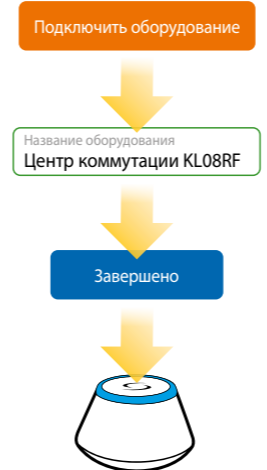 Подключить оборудование
Название оборудования
Центр коммутации KL08RF
Завершено